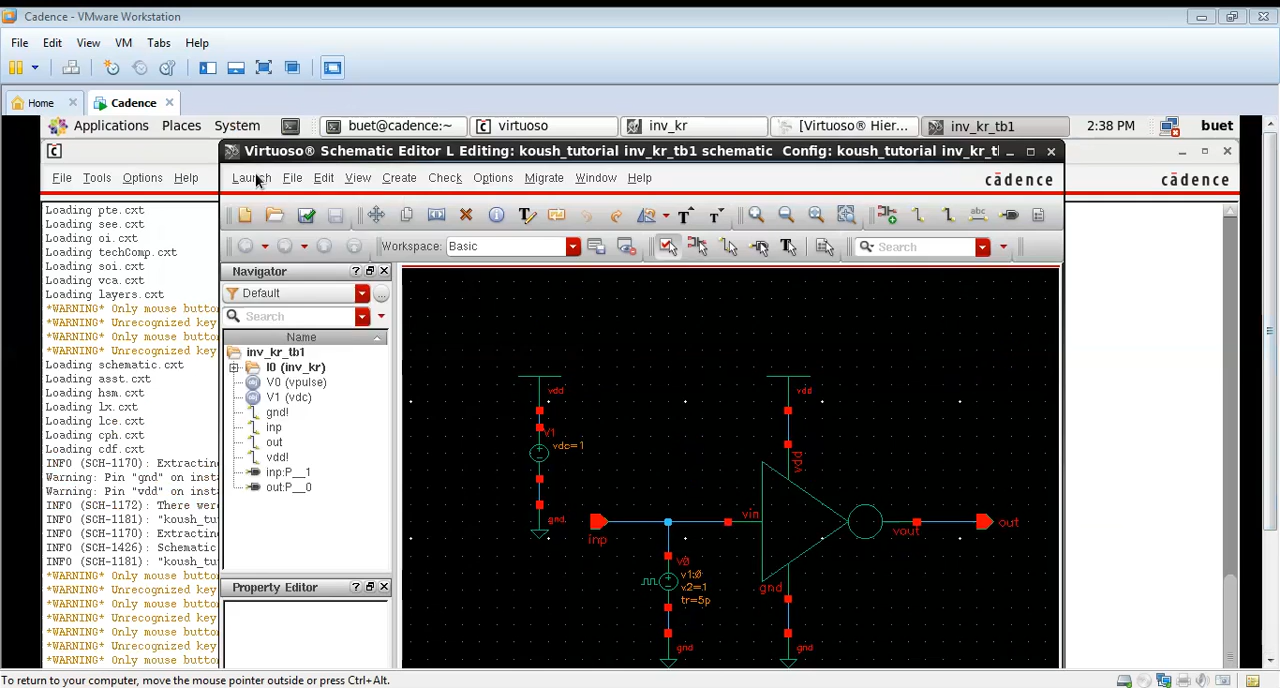 Cadence - VMware Workstation
File Edit View VM Tabs Help
Home Cadence
Applications Places System buet@cadence:~ virtuoso inv_kr [Virtuoso® Hier... inv_kr_tb1 2:38 PM buet
Virtuoso® Schematic Editor L Editing: koush_tutorial inv_kr_tb1 schematic Config: koush_tutorial inv_kr_t
File Tools Options Help
Launch File Edit View Create Check Options Migrate Window Help
cādence
cādence
Workspace: Basic
Search
Navigator
Default
Search
Name
inv_kr_tb1
I0 (inv_kr)
V0 (vpulse)
V1 (vdc)
gnd!
inp
out
vdd!
inp:P__1
out:P__0
Property Editor
Loading pte.cxt
Loading see.cxt
Loading oi.cxt
Loading techComp.cxt
Loading soi.cxt
Loading vca.cxt
Loading layers.cxt
*WARNING* Only mouse butto
*WARNING* Unrecognized key
*WARNING* Only mouse butto
*WARNING* Unrecognized key
Loading schematic.cxt
Loading asst.cxt
Loading hsm.cxt
Loading lx.cxt
Loading lce.cxt
Loading cph.cxt
Loading cdf.cxt
INFO (SCH-1170): Extractin
Warning: Pin "gnd" on inst
Warning: Pin "vdd" on inst
INFO (SCH-1172): There wer
INFO (SCH-1181): "koush_tu
INFO (SCH-1170): Extractin
INFO (SCH-1181): "koush_tu
INFO (SCH-1426): Schematic
INFO (SCH-1181): "koush_tu
*WARNING* Only mouse butto
*WARNING* Unrecognized key
*WARNING* Only mouse butto
*WARNING* Only mouse butto
*WARNING* Unrecognized key
*WARNING* Only mouse butto
vdd
V1
vdc=1
gnd
vdd
vdd
inp
vin
vout
out
V0
v1:0
v2=1
tr=5p
gnd
gnd
gnd
To return to your computer, move the mouse pointer outside or press Ctrl+Alt.